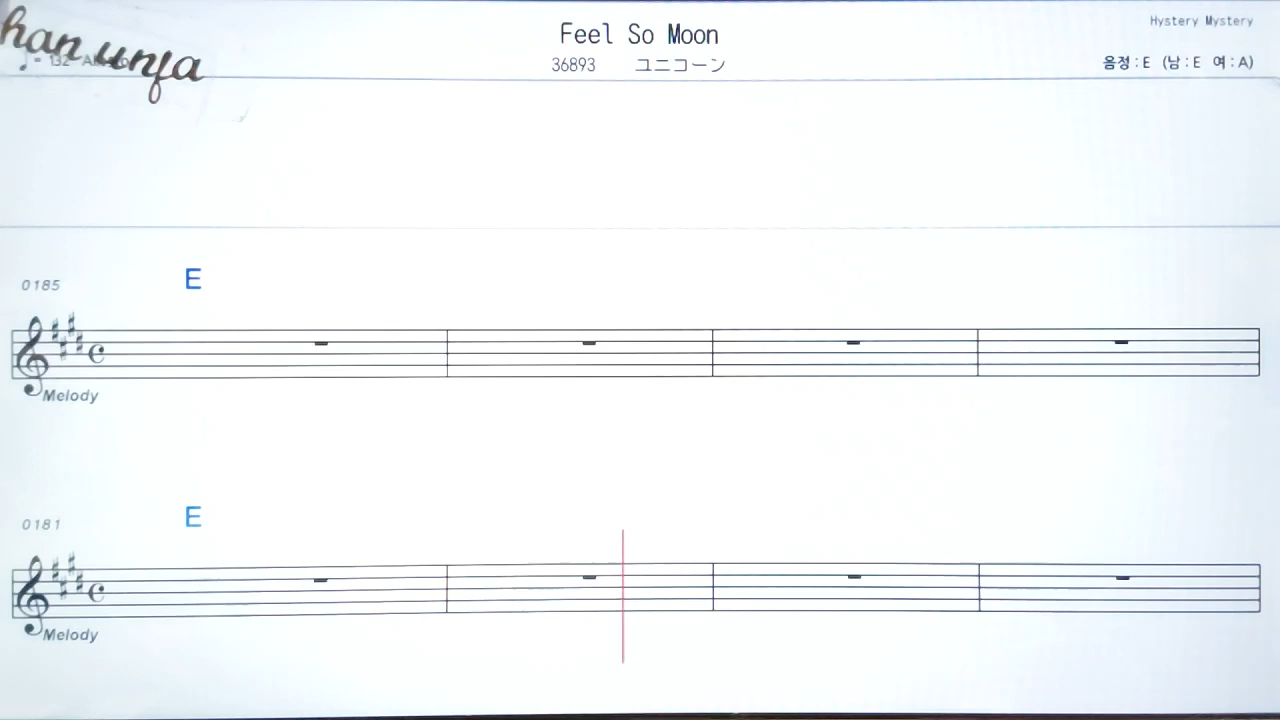 Feel So Moon
Hystery Mystery
han unja
36893 ユニコーン
음정:E (남:E 여:A)
0185
E
Melody
0181
E
Melody